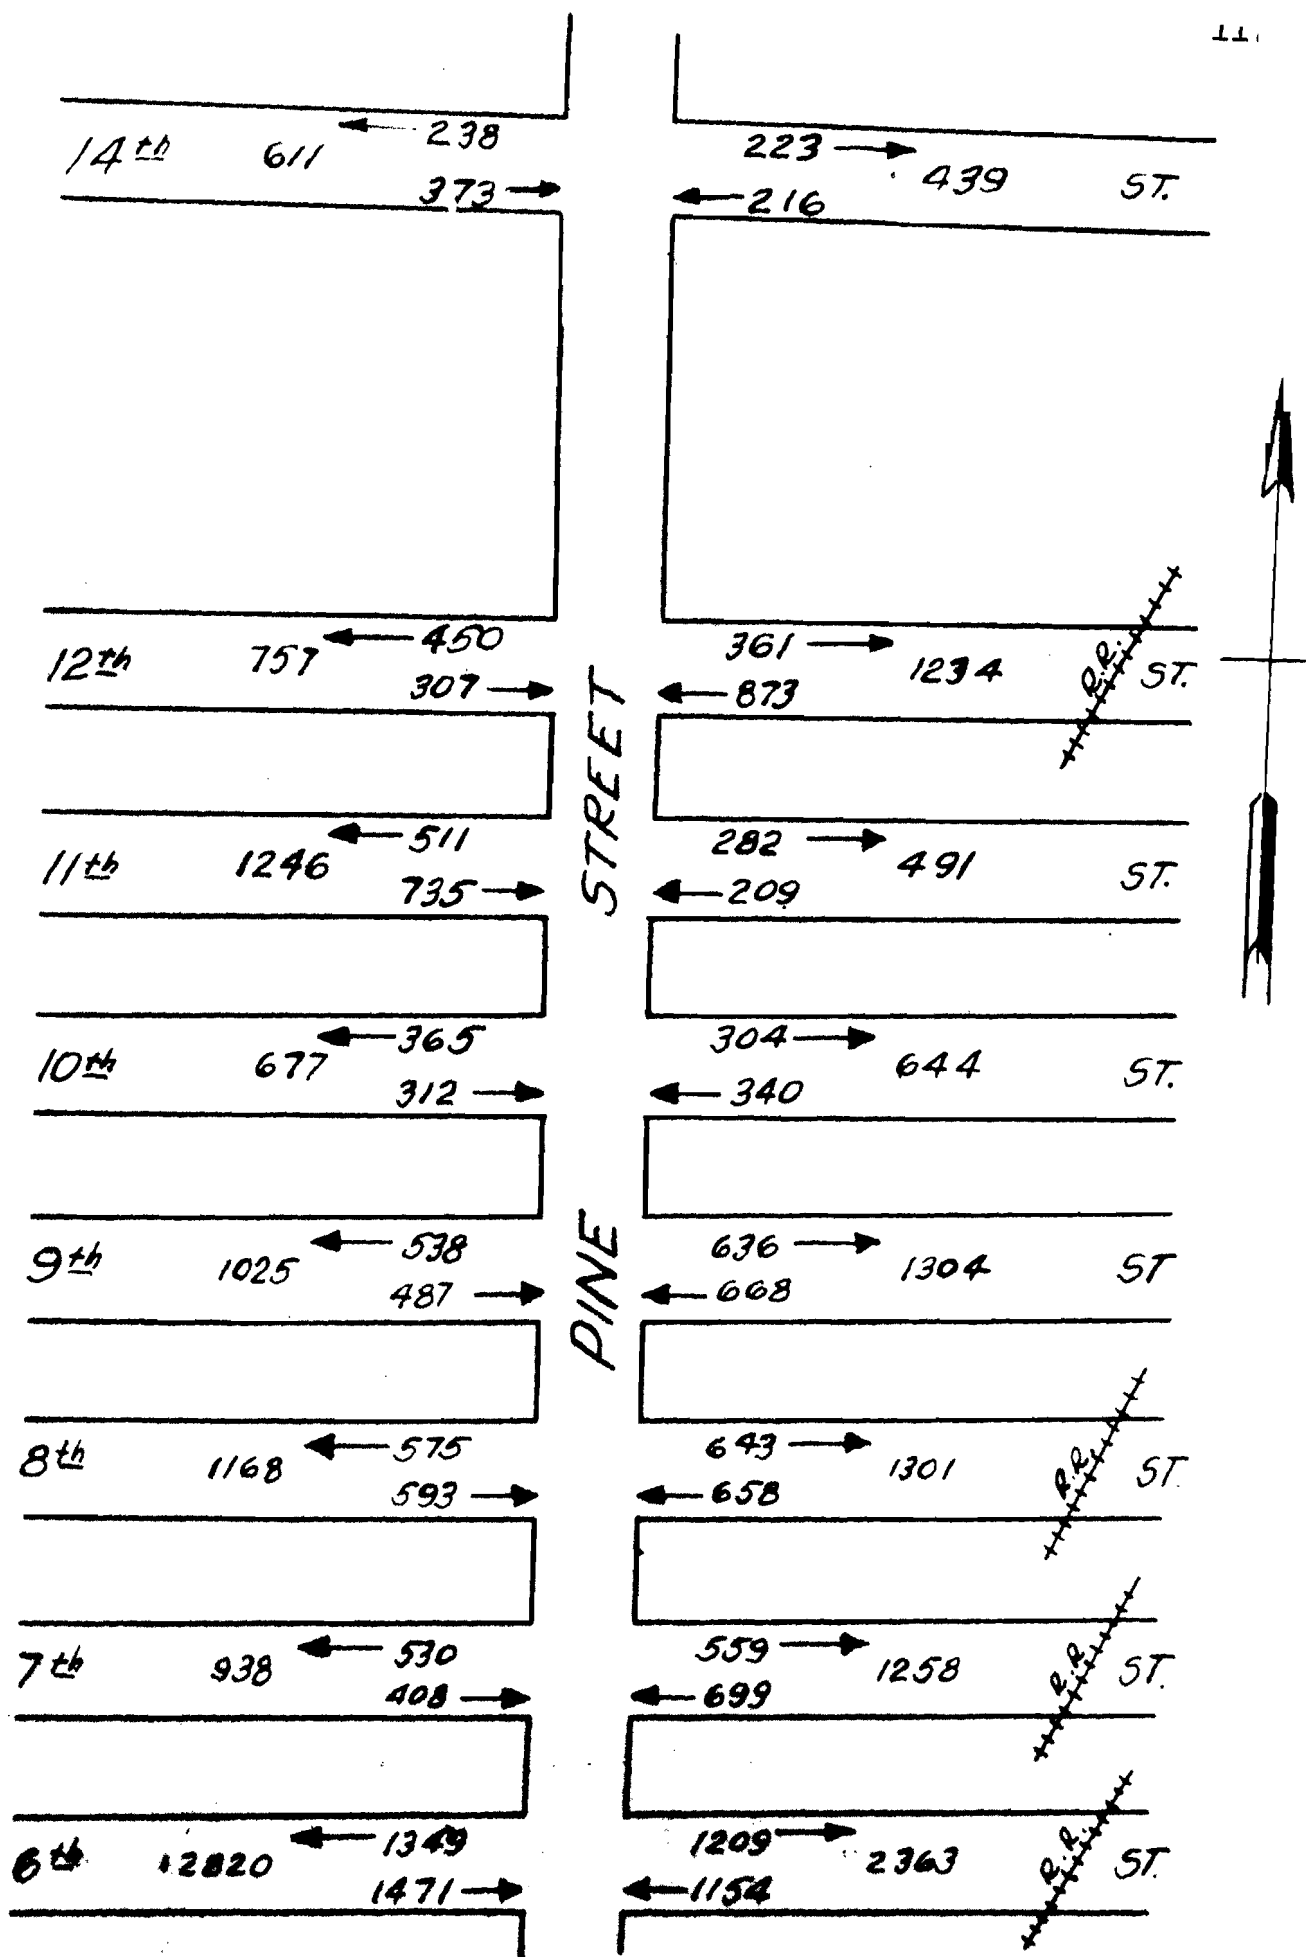 11.
← 238
14th 611
373 →
223 →
439 ST.
← 216
← 450
12th 757
307 →
361 →
1234 R.R. ST.
← 873
STREET
← 511
11th 1246
735 →
282 →
491 ST.
← 209
← 365
10th 677
312 →
304 →
644 ST.
← 340
PINE
← 538
9th 1025
487 →
636 →
1304 ST
← 668
← 575
8th 1168
593 →
643 →
1301 R.R. ST.
← 658
← 530
7th 938
408 →
559 →
1258 R.R. ST.
← 699
← 1349
6th 2820
1471 →
1209 →
2363 R.R. ST.
← 1154